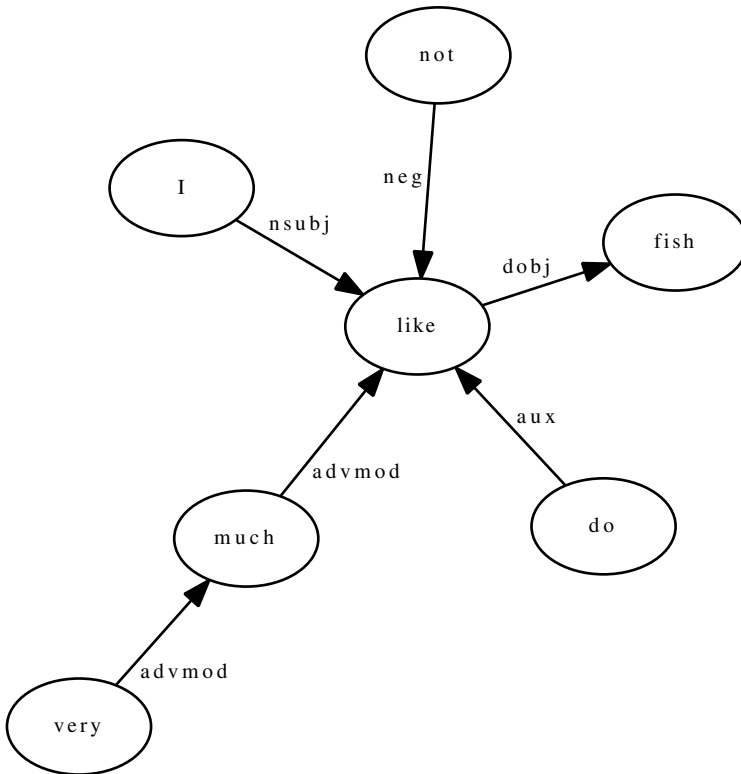 not
I
neg
nsubj
fish
dobj
like
aux
advmod
do
much
advmod
very